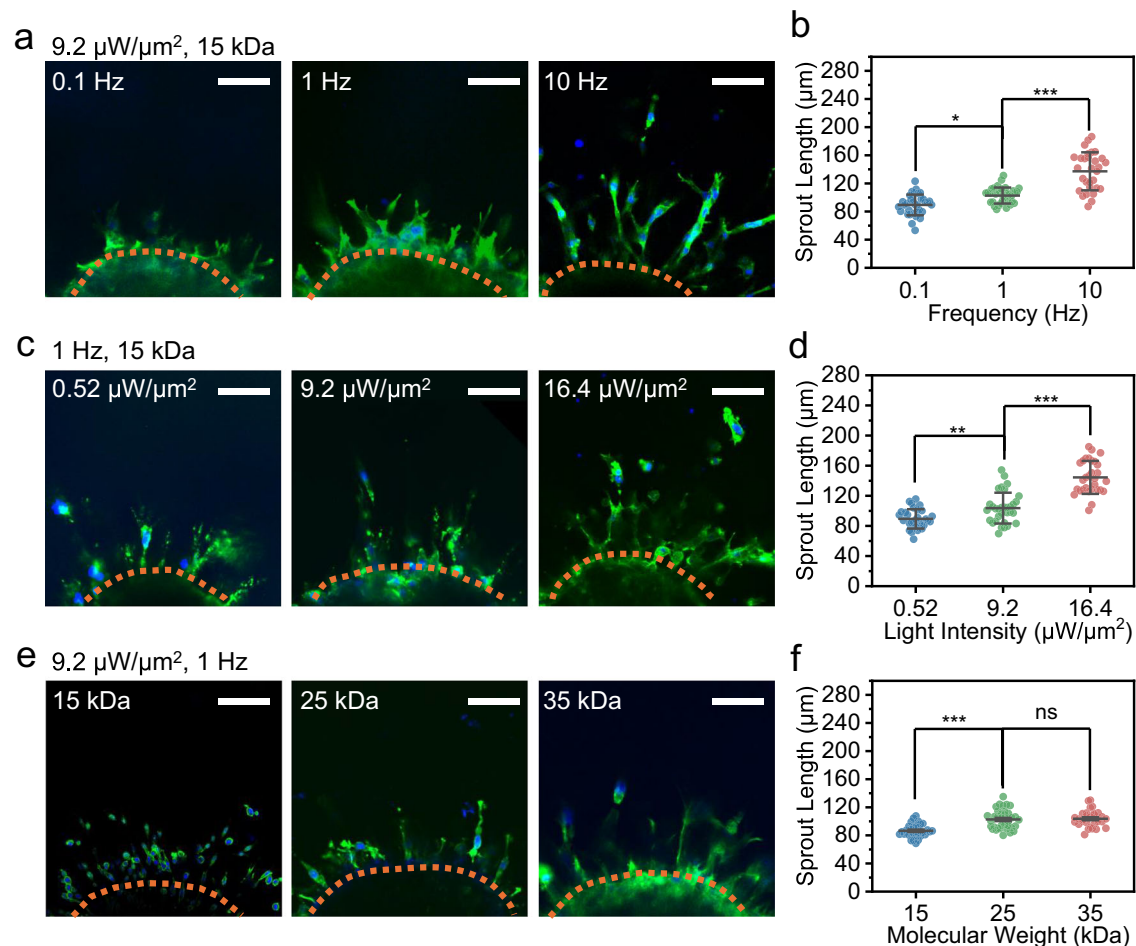 a
9.2 µW/µm², 15 kDa
0.1 Hz
1 Hz
10 Hz
b
Sprout Length (µm)
280
240
200
160
120
80
40
0
*
***
0.1
1
10
Frequency (Hz)
c
1 Hz, 15 kDa
0.52 µW/µm²
9.2 µW/µm²
16.4 µW/µm²
d
Sprout Length (µm)
280
240
200
160
120
80
40
0
**
***
0.52
9.2
16.4
Light Intensity (µW/µm²)
e
9.2 µW/µm², 1 Hz
15 kDa
25 kDa
35 kDa
f
Sprout Length (µm)
280
240
200
160
120
80
40
0
***
ns
15
25
35
Molecular Weight (kDa)